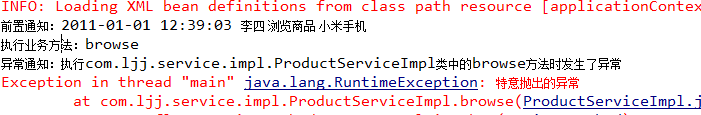 INFO: Loading XML bean definitions from class path resource [applicationContex
前置通知：2011-01-01 12:39:03 李四 浏览商品 小米手机
执行业务方法：browse
异常通知：执行com.ljj.service.impl.ProductServiceImpl类中的browse方法时发生了异常
Exception in thread "main" java.lang.RuntimeException: 特意抛出的异常
at com.ljj.service.impl.ProductServiceImpl.browse(ProductServiceImpl.j